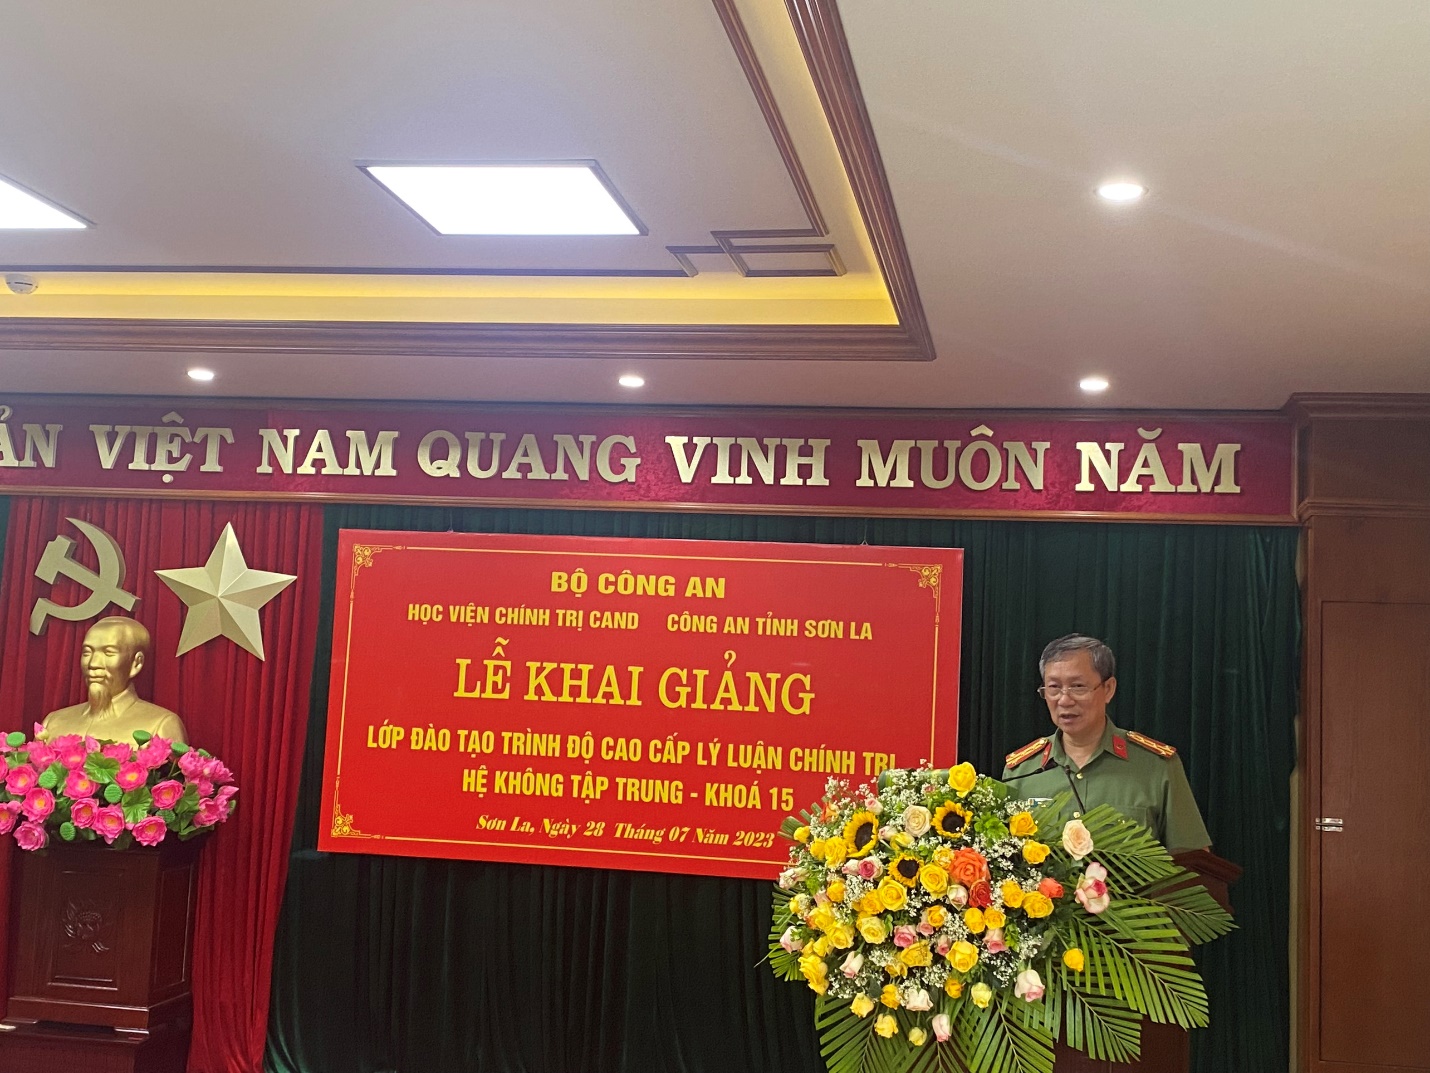 ẢN VIỆT NAM QUANG VINH MUÔN NĂM
BỘ CÔNG AN
HỌC VIỆN CHÍNH TRỊ CAND CÔNG AN TỈNH SƠN LA
LỄ KHAI GIẢNG
LỚP ĐÀO TẠO TRÌNH ĐỘ CAO CẤP LÝ LUẬN CHÍNH TRỊ
HỆ KHÔNG TẬP TRUNG - KHOÁ 15
Sơn La, Ngày 28 Tháng 07 Năm 2023